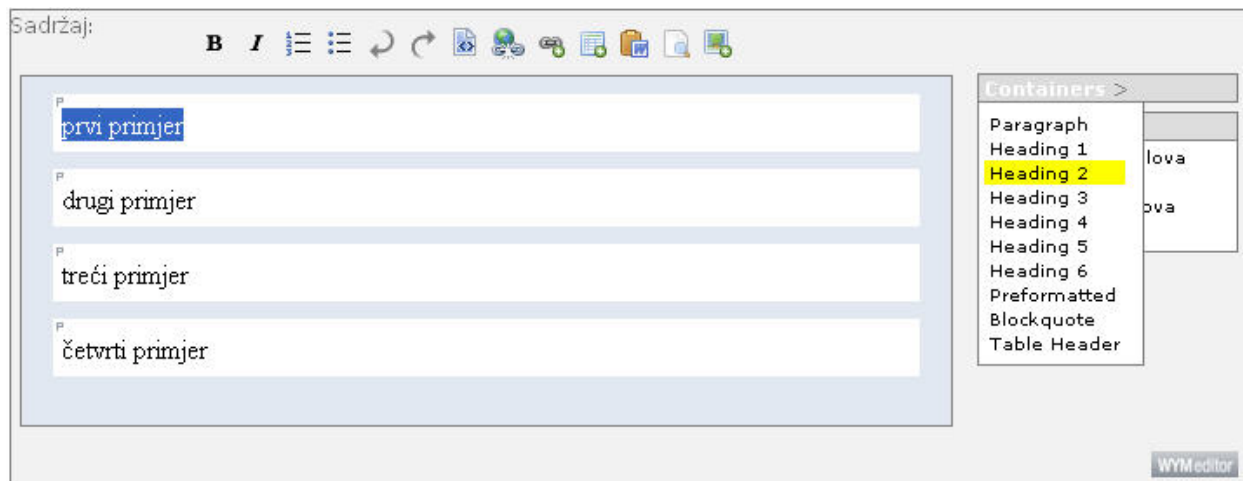 Sadržaj:
B I
Containers >
P
prvi primjer
P
drugi primjer
P
treći primjer
P
četvrti primjer
Paragraph
Heading 1
Heading 2
Heading 3
Heading 4
Heading 5
Heading 6
Preformatted
Blockquote
Table Header
lova
ova
WYMeditor